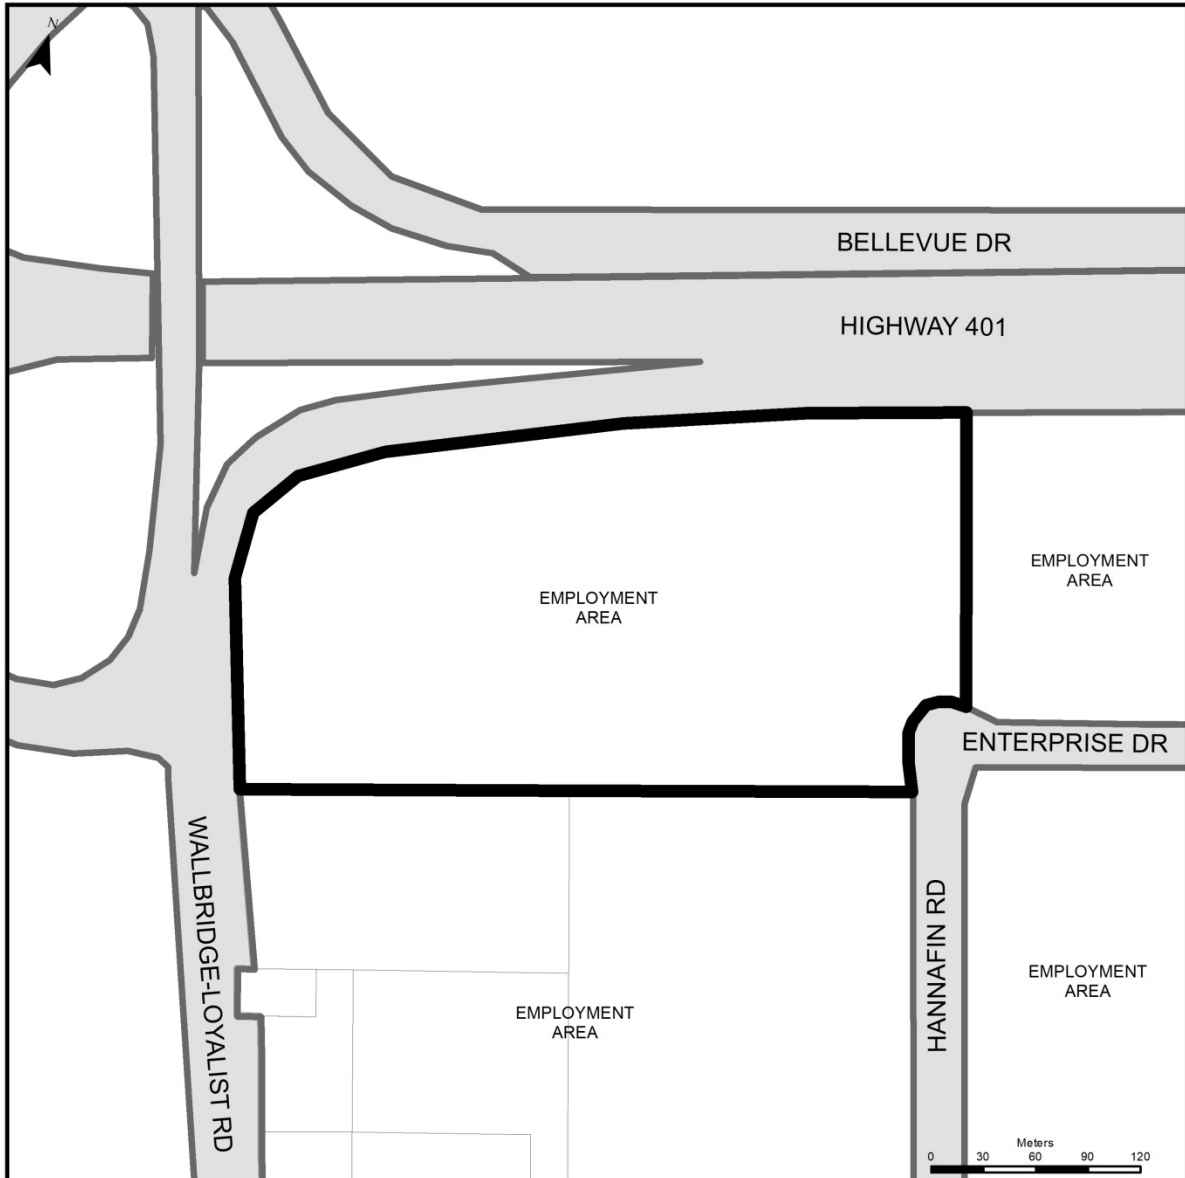 N
BELLEVUE DR
HIGHWAY 401
EMPLOYMENT
AREA
EMPLOYMENT
AREA
ENTERPRISE DR
WALLBRIDGE-LOYALIST RD
HANNAFIN RD
EMPLOYMENT
AREA
EMPLOYMENT
AREA
Meters
0 30 60 90 120